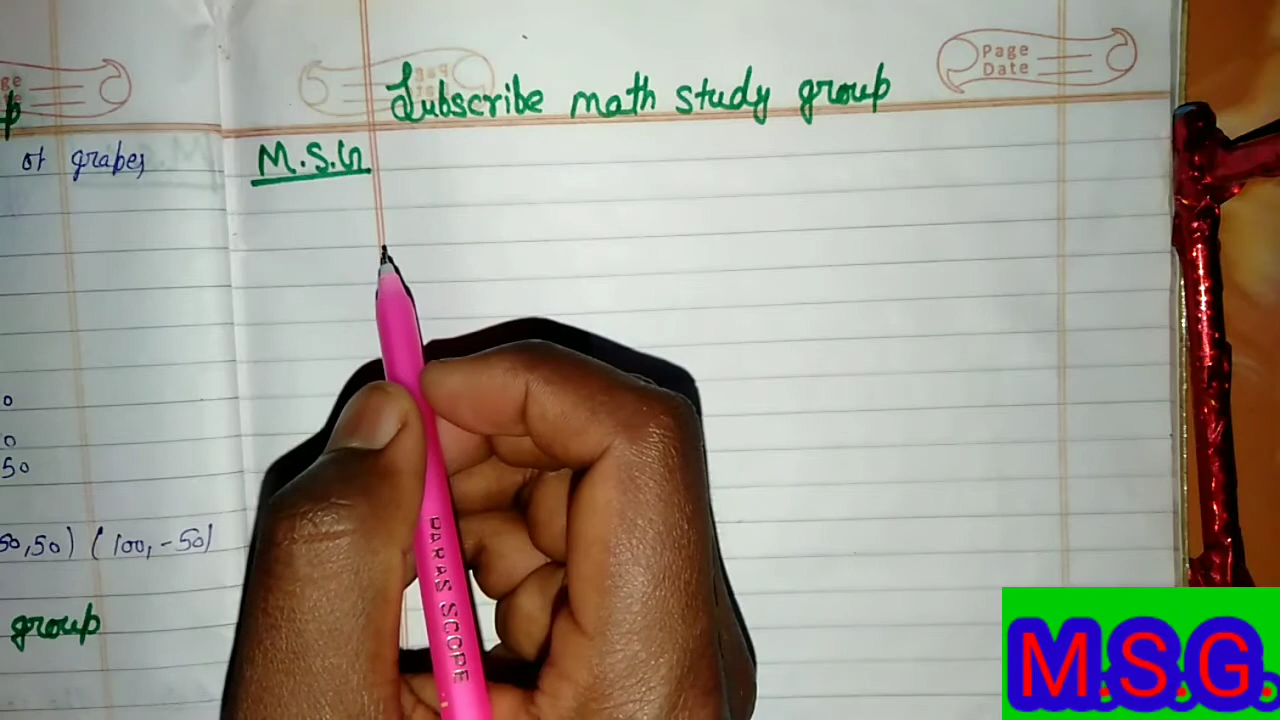 Page
Date
Subscribe math study group
p
of grapes
M.S.G
0
0
50
50,50) (100,-50)
group
PARAS SCOPE
M.S.G.